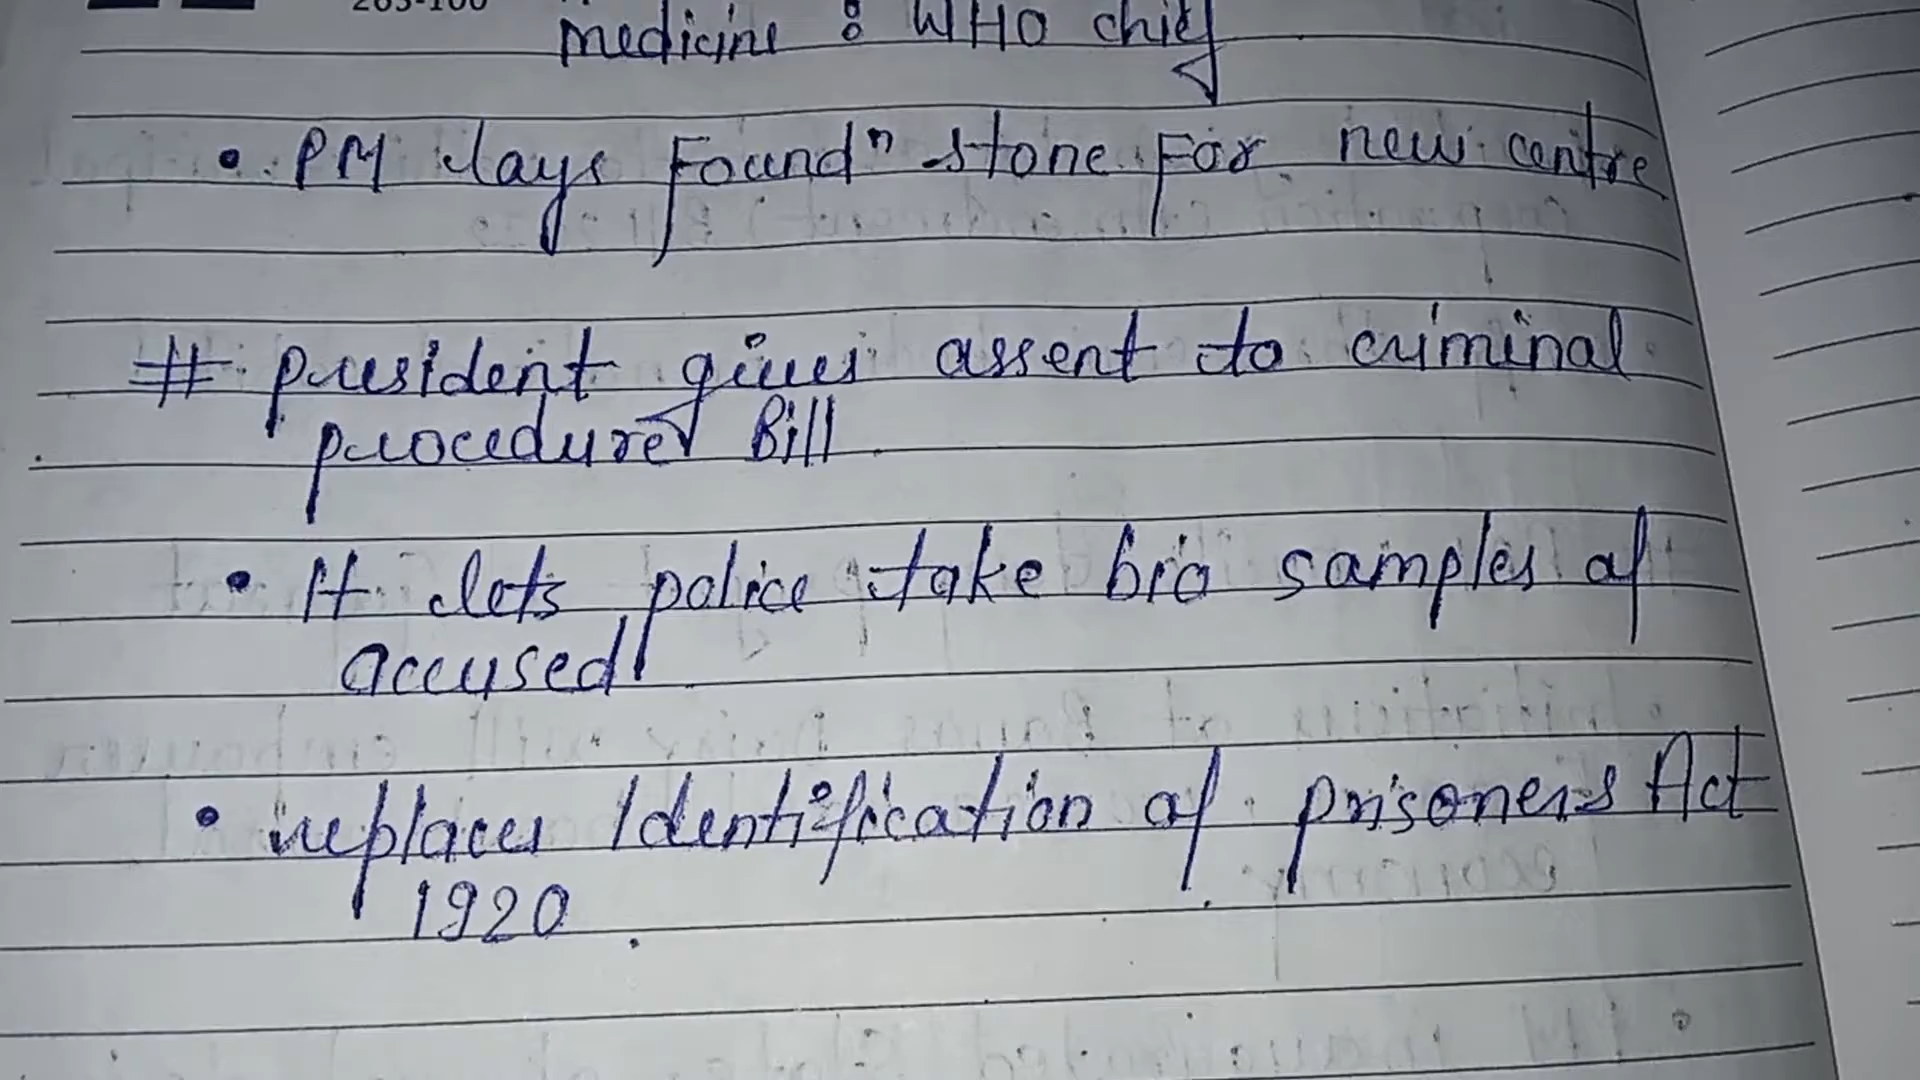 medicine : WHO chief
• PM lays Foundn stone For new centre
# president gives assent to criminal
procedure Bill
• It lets police take bio samples of
accused
• replaces Identification of prisoners Act
1920